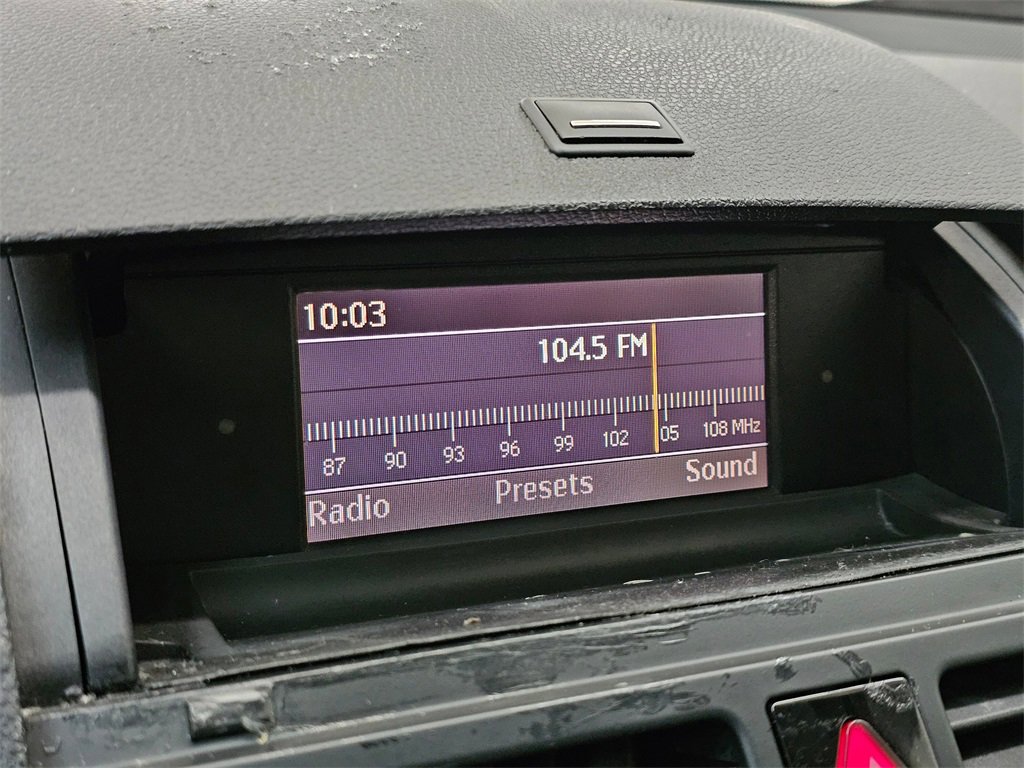 10:03
104.5 FM
87 90 93 96 99 102 05 108 MHz
Radio Presets Sound